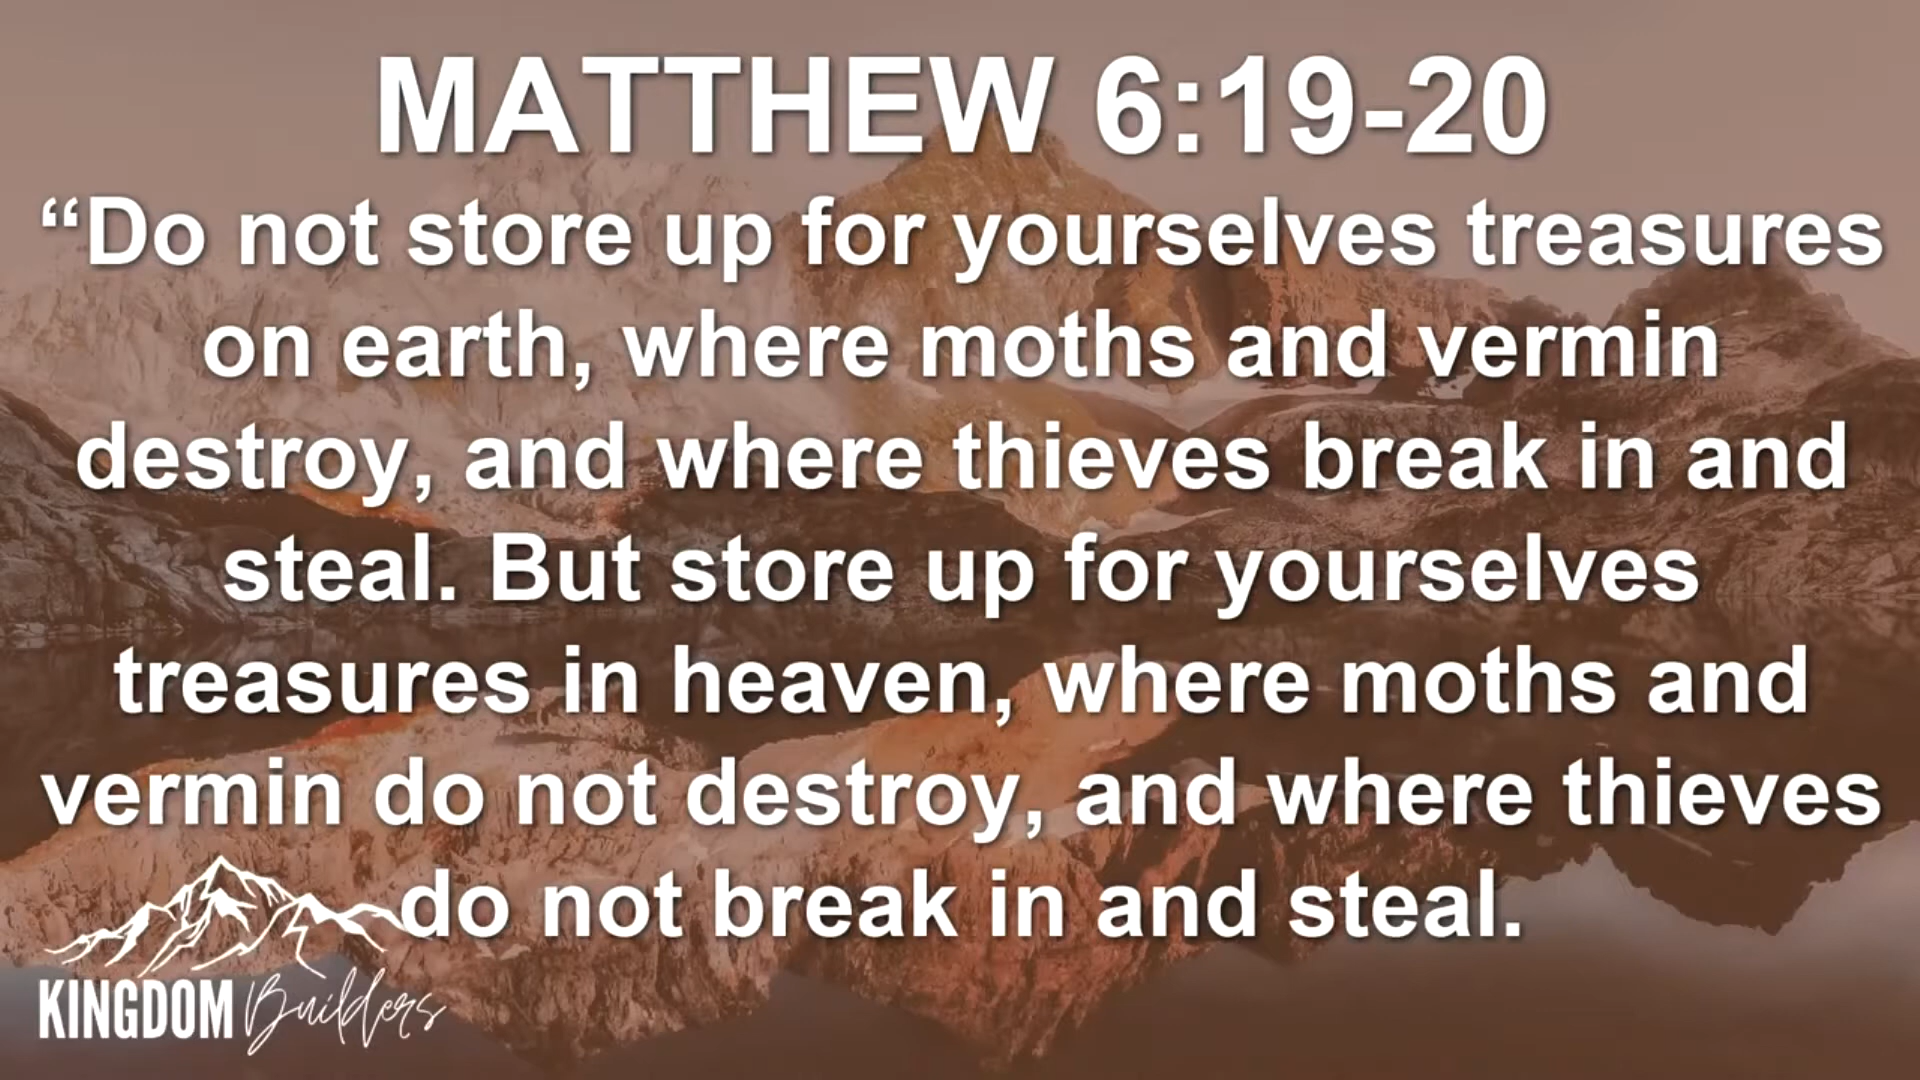 MATTHEW 6:19-20
“Do not store up for yourselves treasures
on earth, where moths and vermin
destroy, and where thieves break in and
steal. But store up for yourselves
treasures in heaven, where moths and
vermin do not destroy, and where thieves
do not break in and steal.
KINGDOM Builders